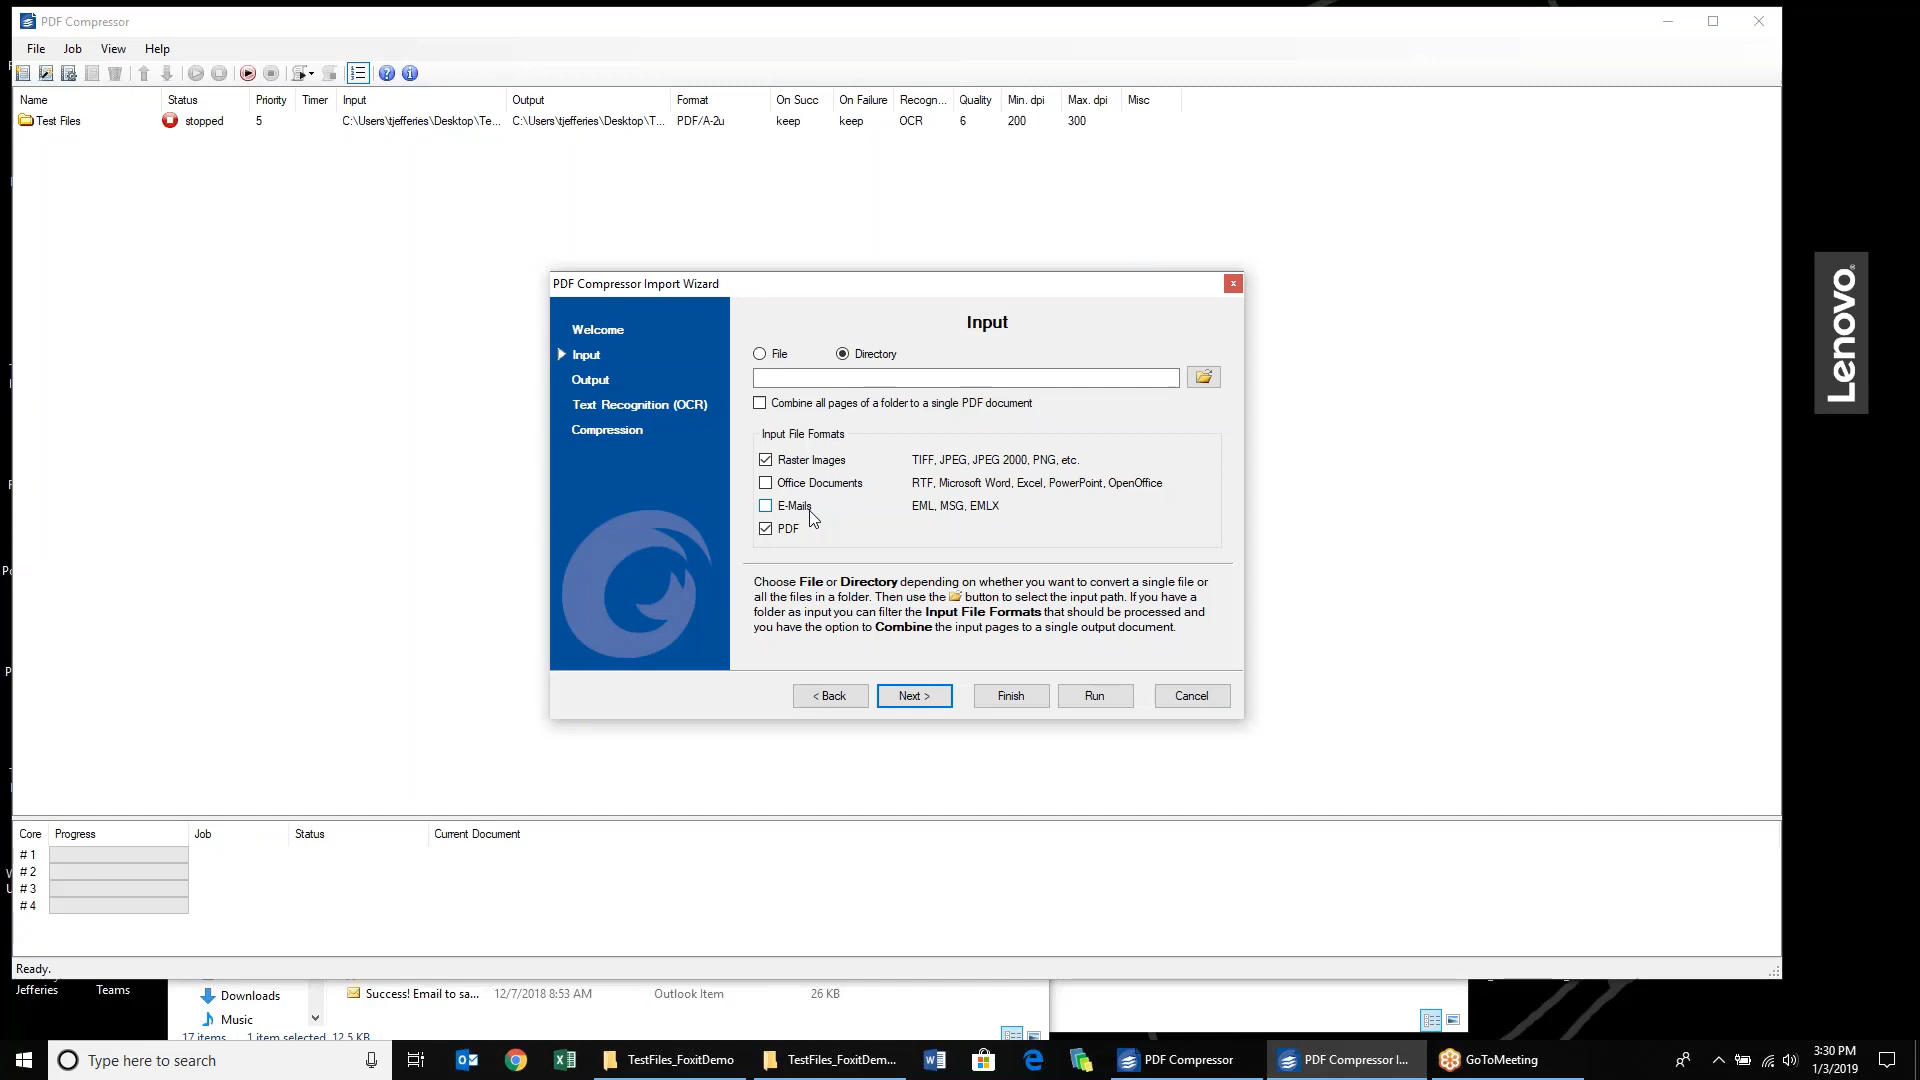 PDF Compressor
File Job View Help
Name Status Priority Timer Input Output Format On Succ On Failure Recogn... Quality Min. dpi Max. dpi Misc
Test Files stopped 5 C:\Users\tjefferies\Desktop\Te... C:\Users\tjefferies\Desktop\T... PDF/A-2u keep keep OCR 6 200 300
PDF Compressor Import Wizard
Welcome
Input
Output
Text Recognition (OCR)
Compression
Input
File Directory
Combine all pages of a folder to a single PDF document
Input File Formats
Raster Images TIFF, JPEG, JPEG 2000, PNG, etc.
Office Documents RTF, Microsoft Word, Excel, PowerPoint, OpenOffice
E-Mails EML, MSG, EMLX
PDF
Choose File or Directory depending on whether you want to convert a single file or
all the files in a folder. Then use the button to select the input path. If you have a
folder as input you can filter the Input File Formats that should be processed and
you have the option to Combine the input pages to a single output document.
< Back Next > Finish Run Cancel
Lenovo
Core Progress Job Status Current Document
# 1
# 2
# 3
# 4
Ready.
Jefferies Teams
Downloads Success! Email to sa... 12/7/2018 8:53 AM Outlook Item 26 KB
Music
17 items 1 item selected 12.5 KB
Type here to search TestFiles_FoxitDemo TestFiles_FoxitDem... PDF Compressor PDF Compressor I... GoToMeeting
3:30 PM
1/3/2019